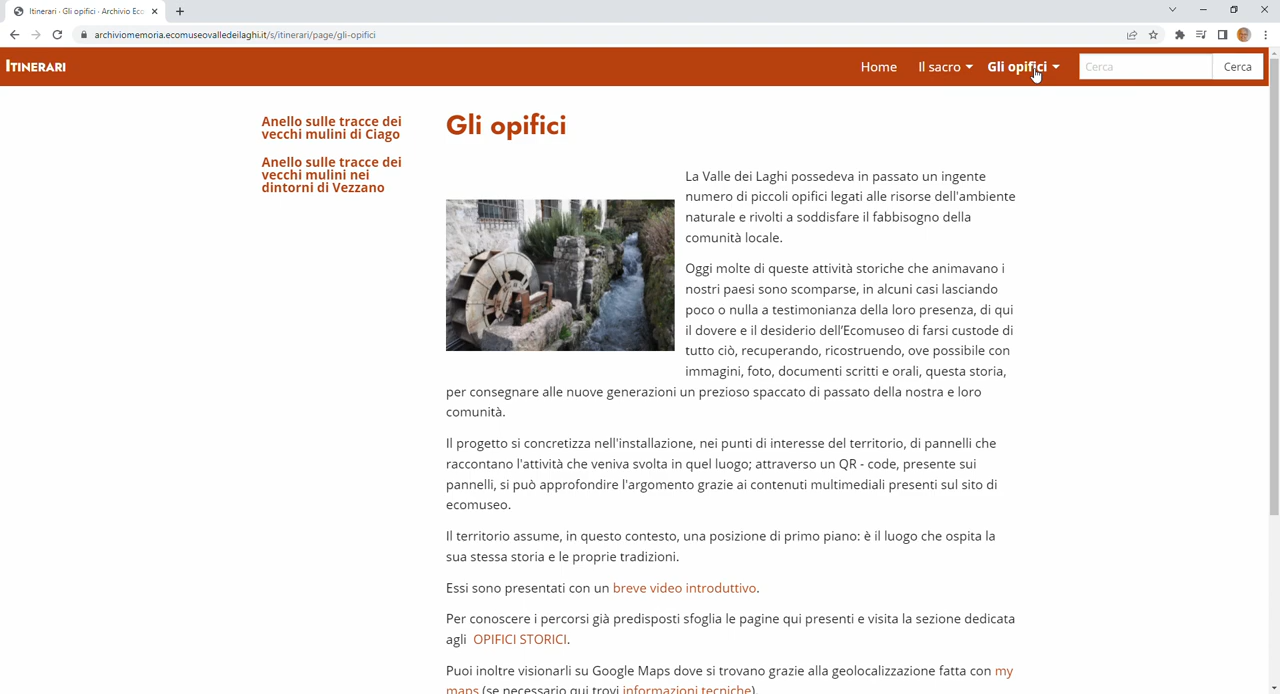 Itinerari · Gli opifici · Archivio Eco
archiviomemoria.ecomuseovalledeilaghi.it/s/itinerari/page/gli-opifici
ITINERARI
Home Il sacro Gli opifici Cerca Cerca
Anello sulle tracce dei
vecchi mulini di Ciago
Anello sulle tracce dei
vecchi mulini nei
dintorni di Vezzano
Gli opifici
La Valle dei Laghi possedeva in passato un ingente
numero di piccoli opifici legati alle risorse dell'ambiente
naturale e rivolti a soddisfare il fabbisogno della
comunità locale.
Oggi molte di queste attività storiche che animavano i
nostri paesi sono scomparse, in alcuni casi lasciando
poco o nulla a testimonianza della loro presenza, di qui
il dovere e il desiderio dell’Ecomuseo di farsi custode di
tutto ciò, recuperando, ricostruendo, ove possibile con
immagini, foto, documenti scritti e orali, questa storia,
per consegnare alle nuove generazioni un prezioso spaccato di passato della nostra e loro
comunità.
Il progetto si concretizza nell'installazione, nei punti di interesse del territorio, di pannelli che
raccontano l'attività che veniva svolta in quel luogo; attraverso un QR - code, presente sui
pannelli, si può approfondire l'argomento grazie ai contenuti multimediali presenti sul sito di
ecomuseo.
Il territorio assume, in questo contesto, una posizione di primo piano: è il luogo che ospita la
sua stessa storia e le proprie tradizioni.
Essi sono presentati con un breve video introduttivo.
Per conoscere i percorsi già predisposti sfoglia le pagine qui presenti e visita la sezione dedicata
agli OPIFICI STORICI.
Puoi inoltre visionarli su Google Maps dove si trovano grazie alla geolocalizzazione fatta con my
maps (se necessario qui trovi informazioni tecniche).